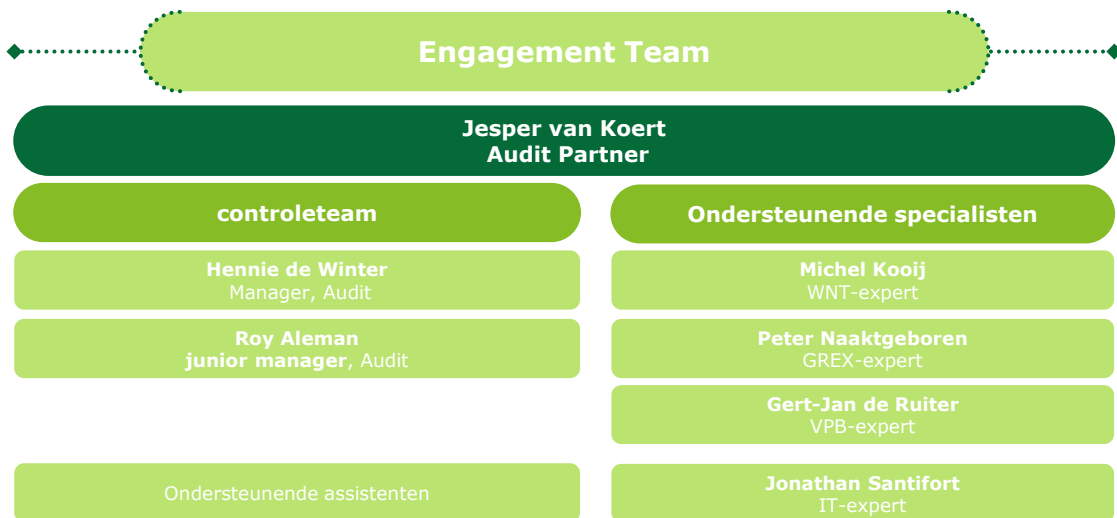 Engagement Team
Jesper van Koert
Audit Partner
controleteam
Hennie de Winter
Manager, Audit
Roy Aleman
junior manager, Audit
Ondersteunende assistenten
Ondersteunende specialisten
Michel Kooij
WNT-expert
Peter Naaktgeboren
GREX-expert
Gert-Jan de Ruiter
VPB-expert
Jonathan Santifort
IT-expert